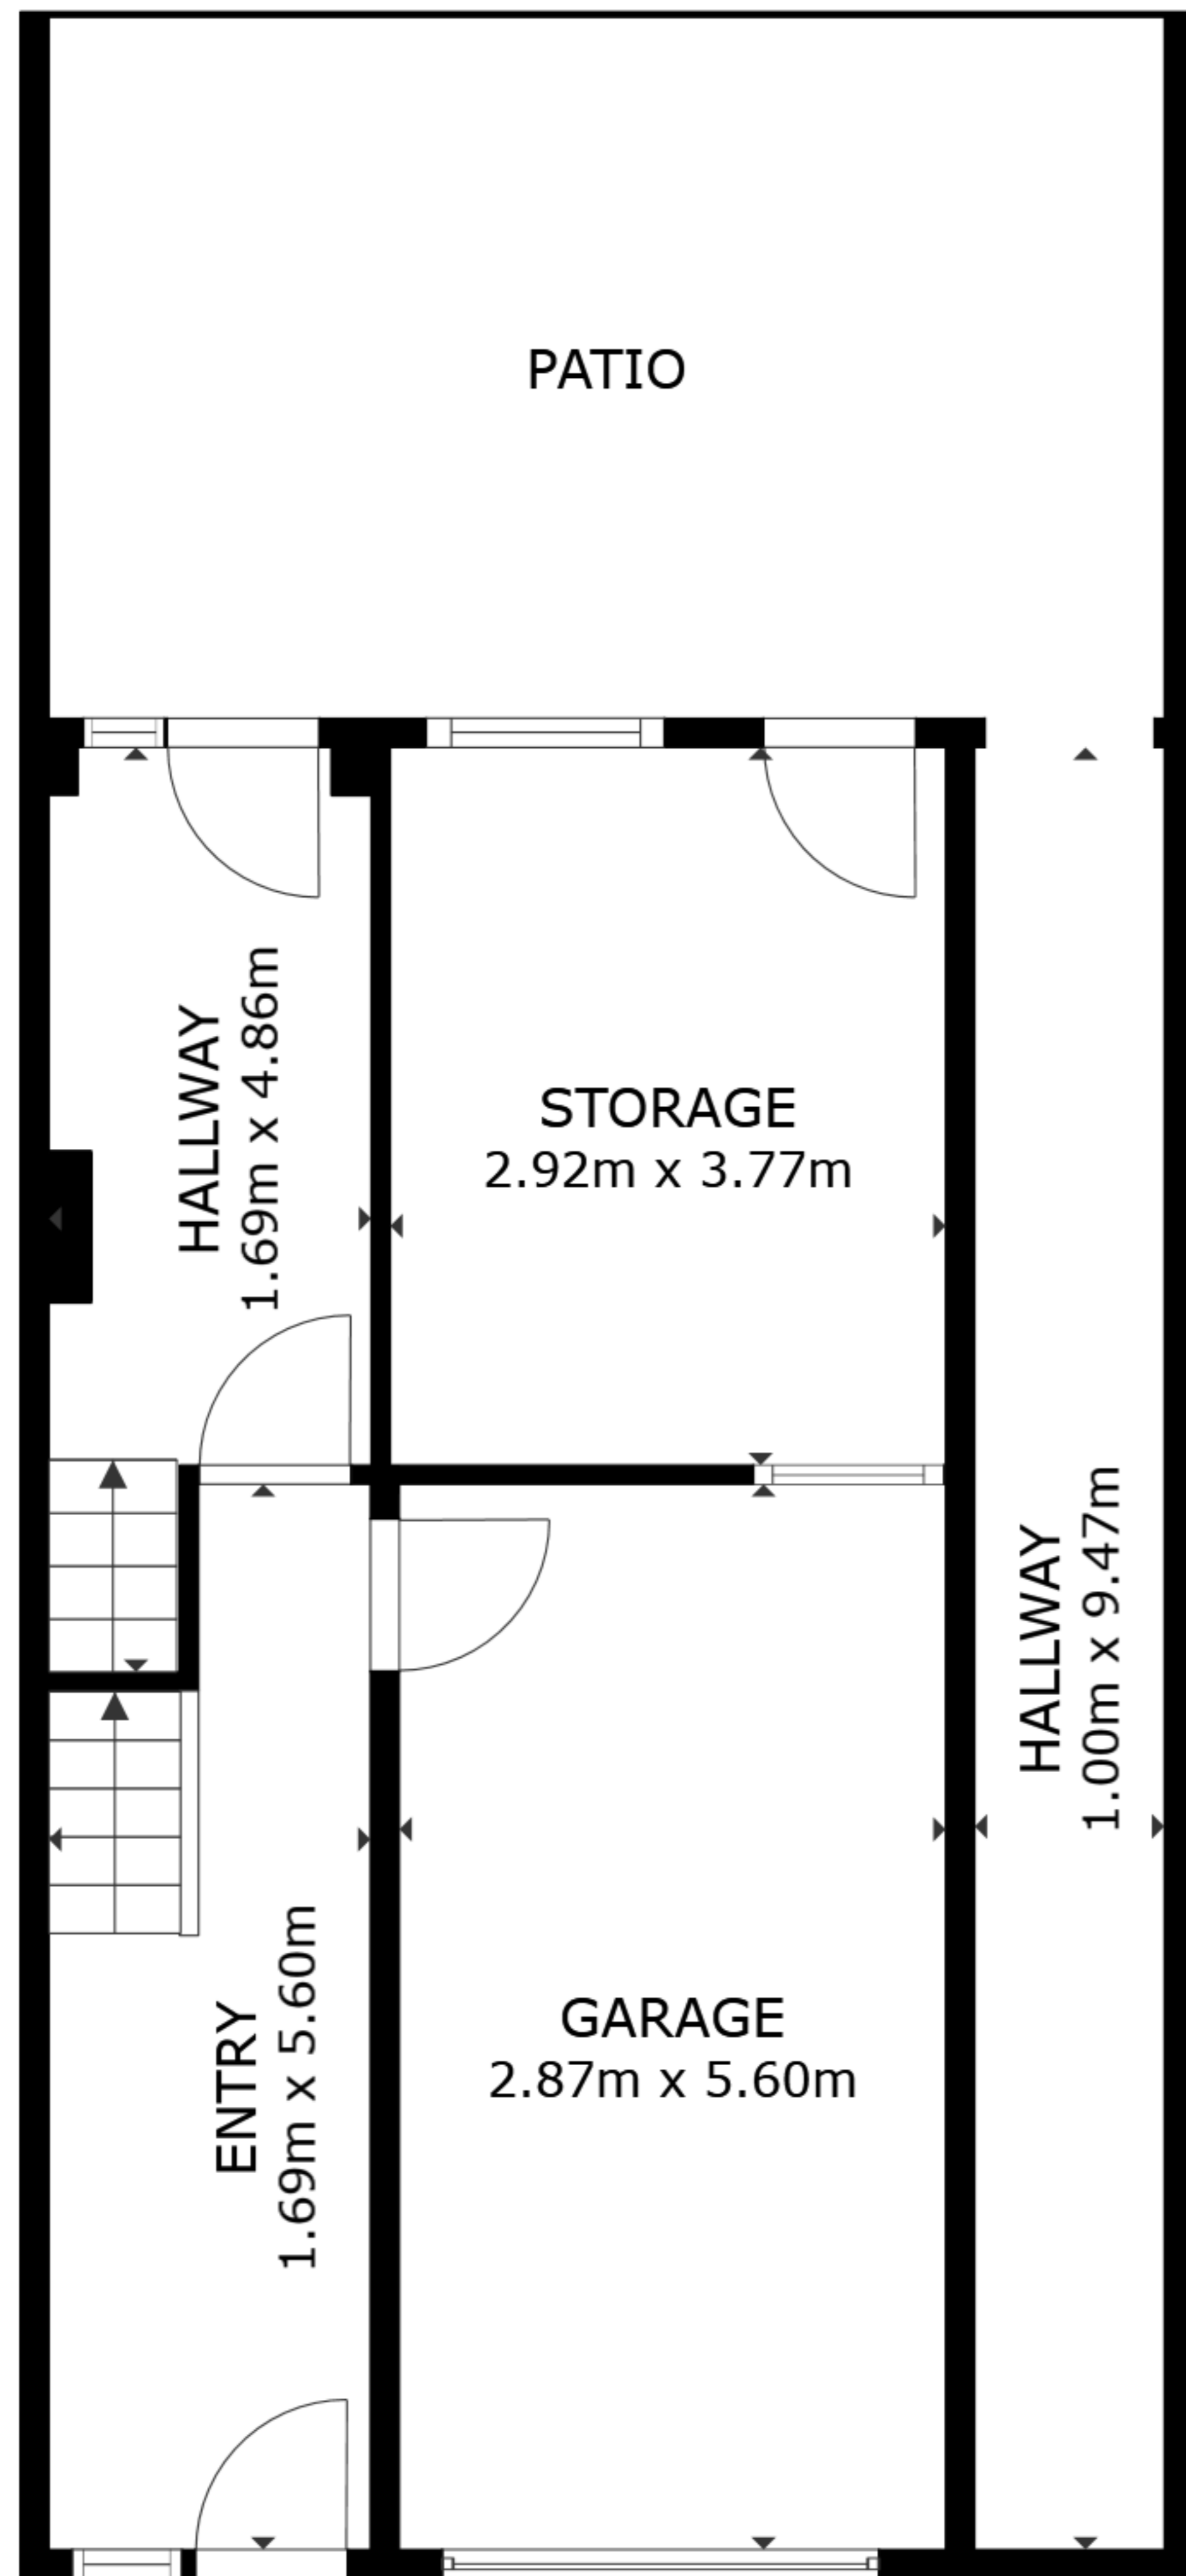 PATIO
HALLWAY
1.69m x 4.86m
STORAGE
2.92m x 3.77m
HALLWAY
1.00m x 9.47m
ENTRY
1.69m x 5.60m
GARAGE
2.87m x 5.60m